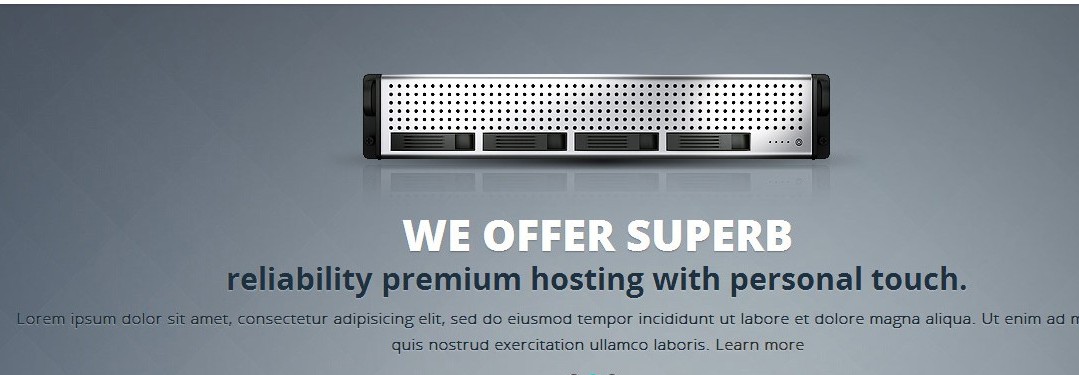 WE OFFER SUPERB
reliability premium hosting with personal touch.
Lorem ipsum dolor sit amet, consectetur adipisicing elit, sed do eiusmod tempor incididunt ut labore et dolore magna aliqua. Ut enim ad
quis nostrud exercitation ullamco laboris. Learn more